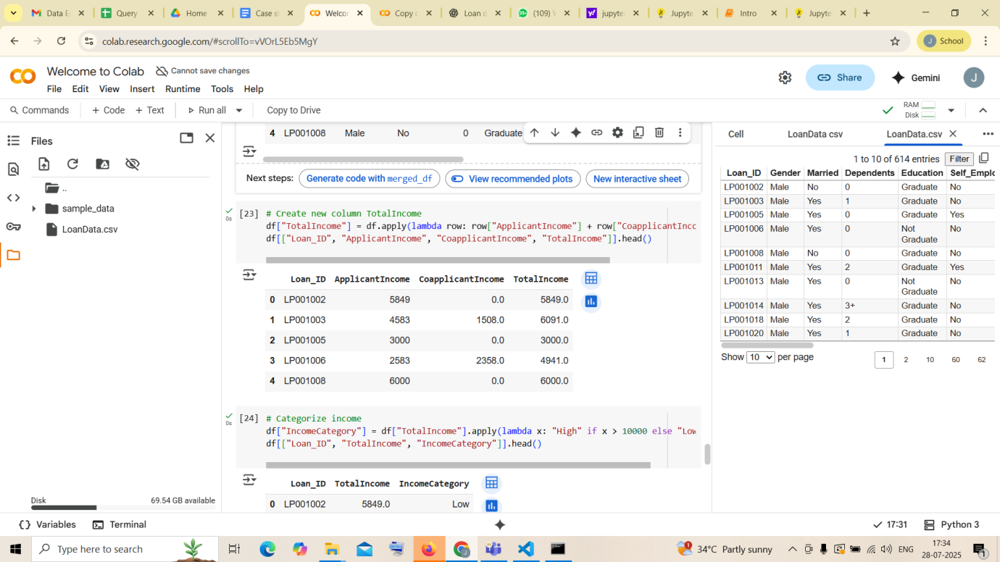 Data E
Query
Home
Case s
Welcor
Copy c
Loan d
(109) V
jupyte
Jupyte
Intro
Jupyte
colab.research.google.com/#scrollTo=vVOrL5Eb5MgY
J School
Welcome to Colab Cannot save changes
File Edit View Insert Runtime Tools Help
Share Gemini J
Commands + Code + Text Run all Copy to Drive
RAM
Disk
Files
..
sample_data
LoanData.csv
Disk 69.54 GB available
4 LP001008 Male No 0 Graduate
Next steps: Generate code with merged_df View recommended plots New interactive sheet
[23] # Create new column TotalIncome
0s
df["TotalIncome"] = df.apply(lambda row: row["ApplicantIncome"] + row["CoapplicantInco
df[["Loan_ID", "ApplicantIncome", "CoapplicantIncome", "TotalIncome"]].head()
Loan_ID ApplicantIncome CoapplicantIncome TotalIncome
0 LP001002 5849 0.0 5849.0
1 LP001003 4583 1508.0 6091.0
2 LP001005 3000 0.0 3000.0
3 LP001006 2583 2358.0 4941.0
4 LP001008 6000 0.0 6000.0
[24] # Categorize income
0s
df["IncomeCategory"] = df["TotalIncome"].apply(lambda x: "High" if x > 10000 else "Low
df[["Loan_ID", "TotalIncome", "IncomeCategory"]].head()
Loan_ID TotalIncome IncomeCategory
0 LP001002 5849.0 Low
Cell LoanData csv LoanData.csv
1 to 10 of 614 entries Filter
Loan_ID Gender Married Dependents Education Self_Emplo
LP001002 Male No 0 Graduate No
LP001003 Male Yes 1 Graduate No
LP001005 Male Yes 0 Graduate Yes
LP001006 Male Yes 0 Not Graduate No
LP001008 Male No 0 Graduate No
LP001011 Male Yes 2 Graduate Yes
LP001013 Male Yes 0 Not Graduate No
LP001014 Male Yes 3+ Graduate No
LP001018 Male Yes 2 Graduate No
LP001020 Male Yes 1 Graduate No
Show 10 per page 1 2 10 60 62
Variables Terminal 17:31 Python 3
Type here to search
34°C Partly sunny ENG
17:34
28-07-2025